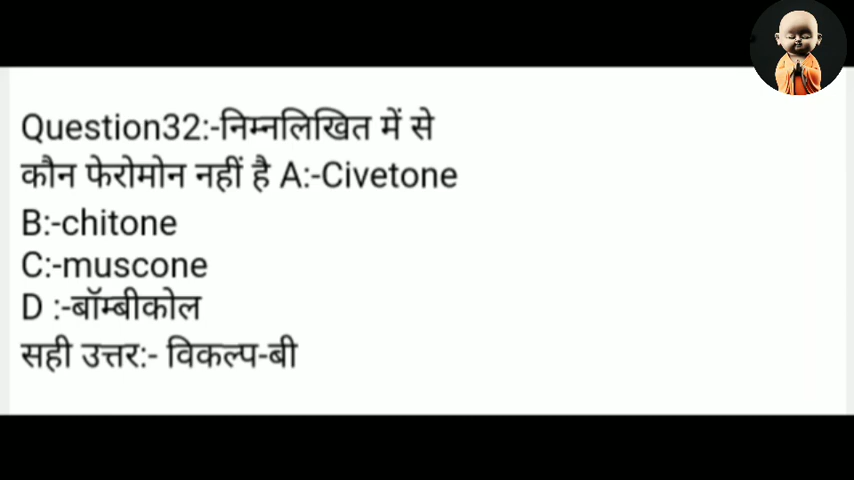 Question32:-निम्नलिखित में से
कौन फेरोमोन नहीं है A:-Civetone
B:-chitone
C:-muscone
D :-बॉम्बीकोल
सही उत्तर:- विकल्प-बी